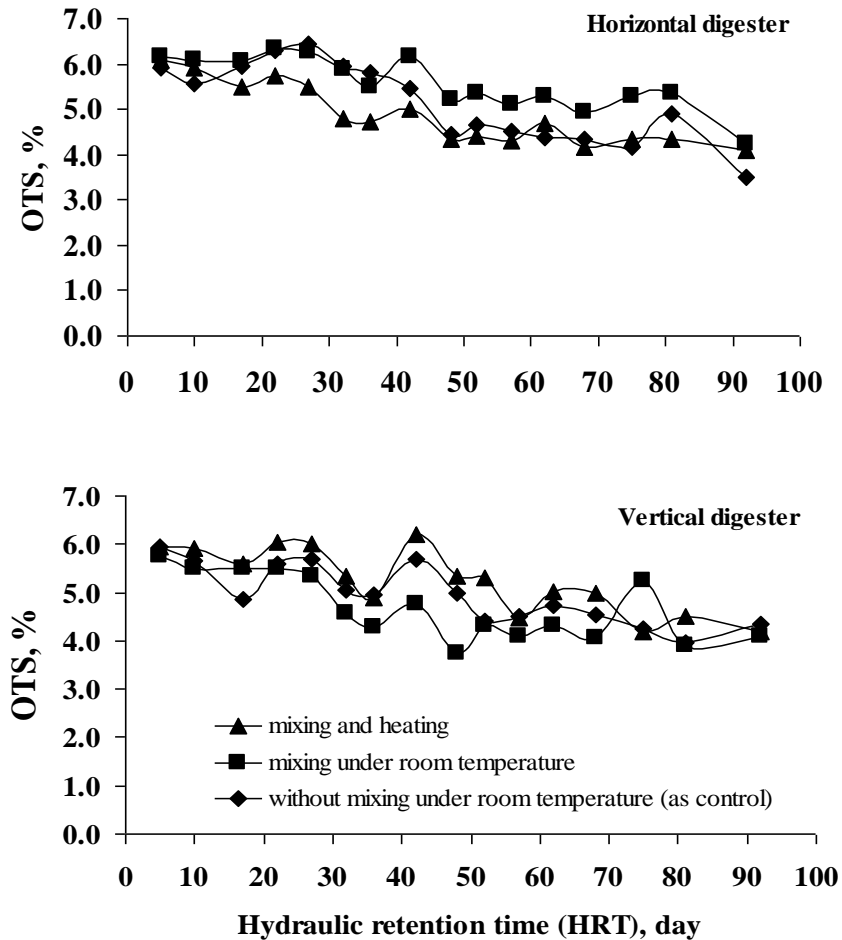 Horizontal digester
OTS, %
7.0
6.0
5.0
4.0
3.0
2.0
1.0
0.0
0 10 20 30 40 50 60 70 80 90 100
Vertical digester
OTS, %
7.0
6.0
5.0
4.0
3.0
2.0
1.0
0.0
mixing and heating
mixing under room temperature
without mixing under room temperature (as control)
0 10 20 30 40 50 60 70 80 90 100
Hydraulic retention time (HRT), day